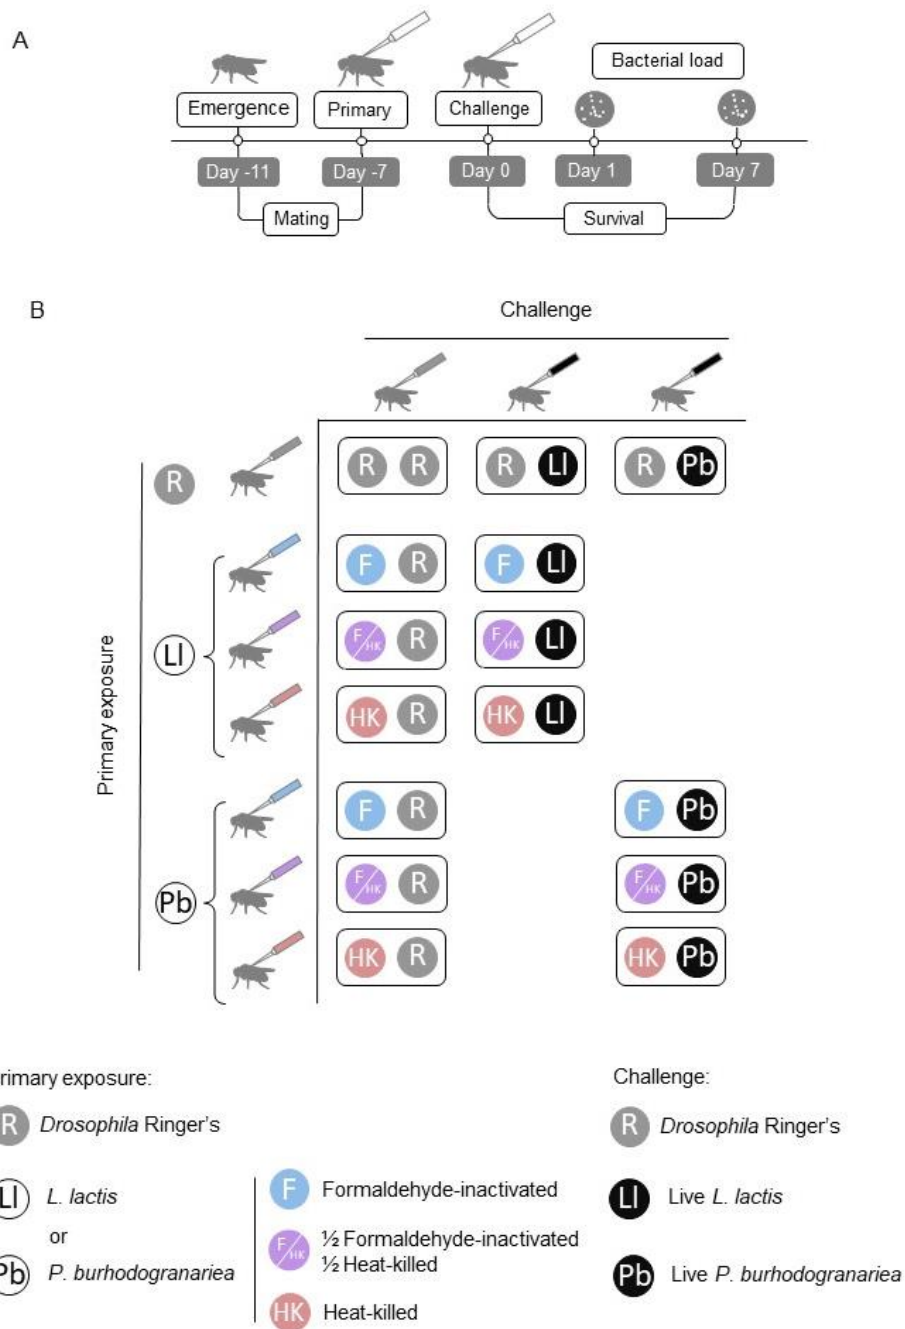 A
Bacterial load
Emergence
Primary
Challenge
Day -11
Day -7
Day 0
Day 1
Day 7
Mating
Survival
B
Challenge
Primary exposure
R
R R
R Ll
R Pb
Ll
F R
F Ll
F/HK R
F/HK Ll
HK R
HK Ll
Pb
F R
F Pb
F/HK R
F/HK Pb
HK R
HK Pb
rimary exposure:
R Drosophila Ringer's
Ll L. lactis
or
Pb P. burhodogranariea
F Formaldehyde-inactivated
F/HK ½ Formaldehyde-inactivated
½ Heat-killed
HK Heat-killed
Challenge:
R Drosophila Ringer's
Ll Live L. lactis
Pb Live P. burhodogranariea